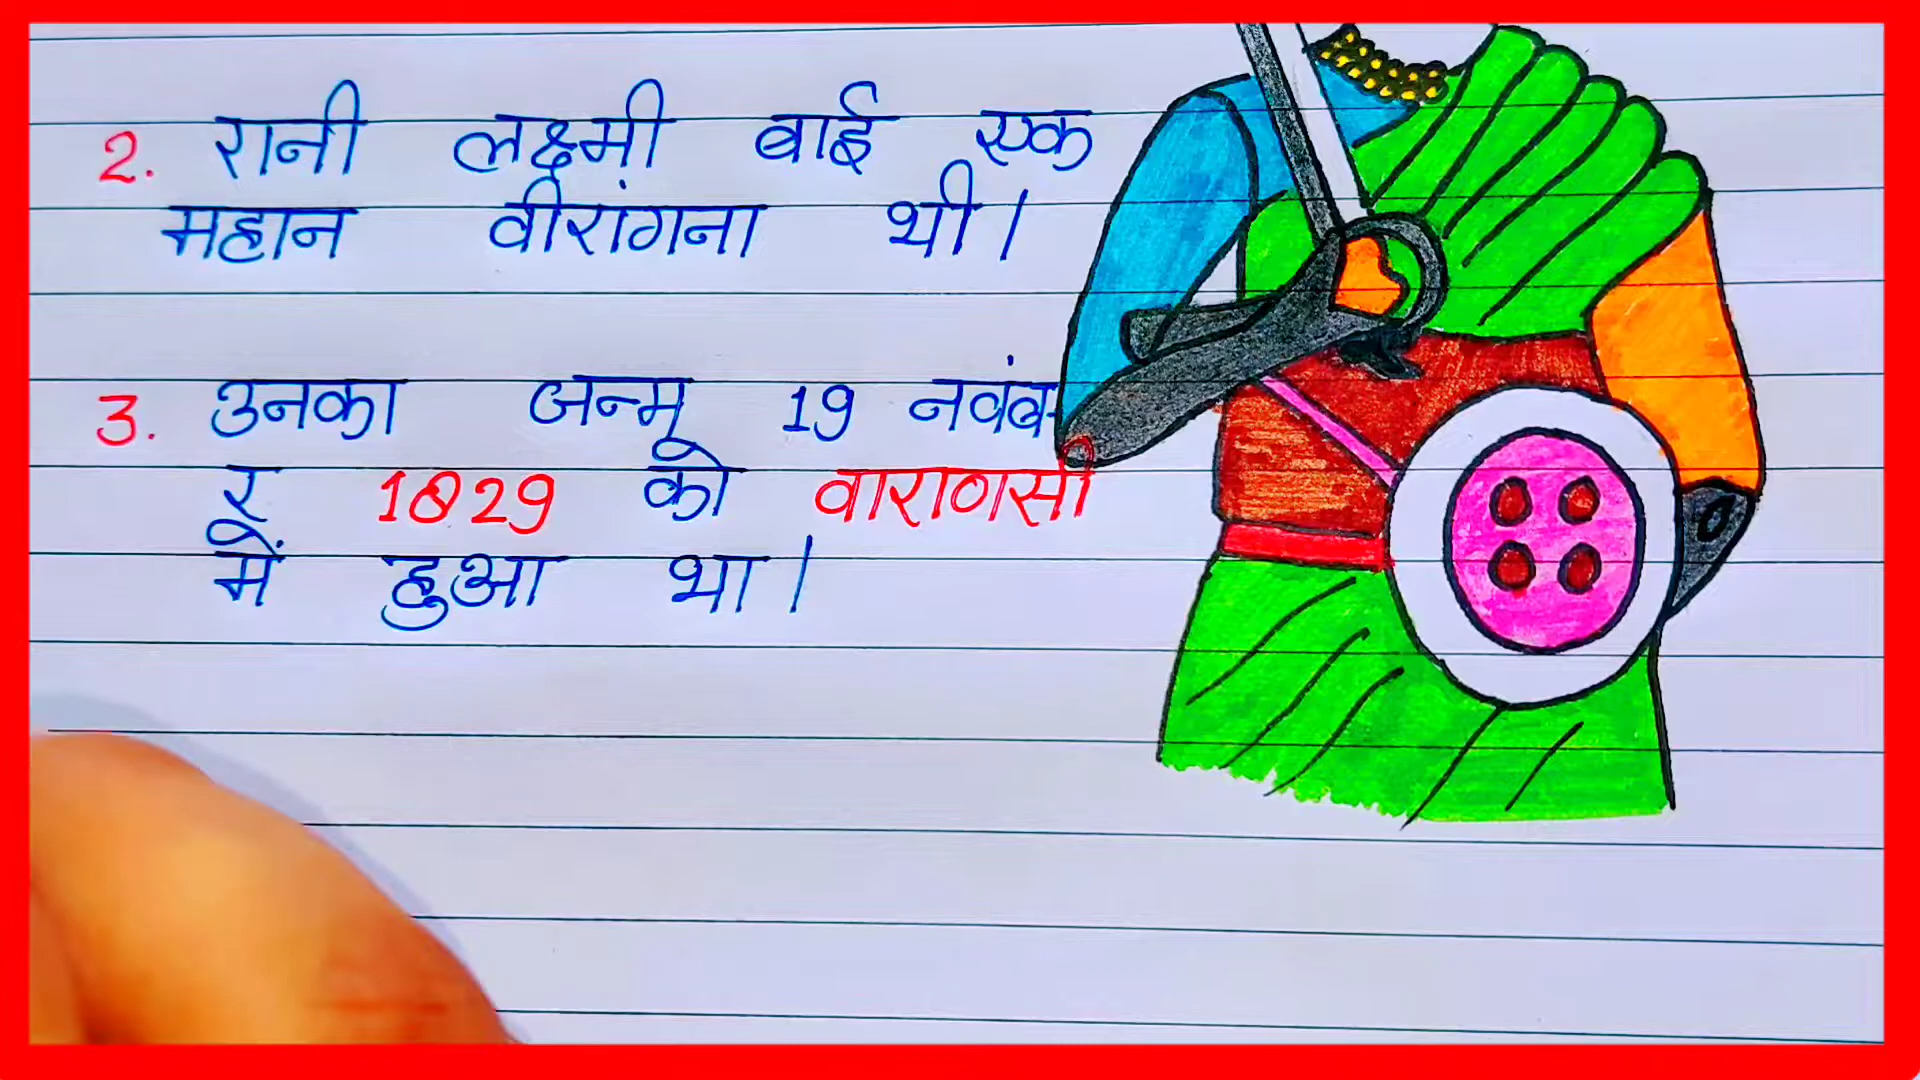 2. रानी लक्ष्मी बाई एक
महान वीरांगना थी।
3. उनका जन्म 19 नवंब-
र 1829 को वाराणसी
में हुआ था।